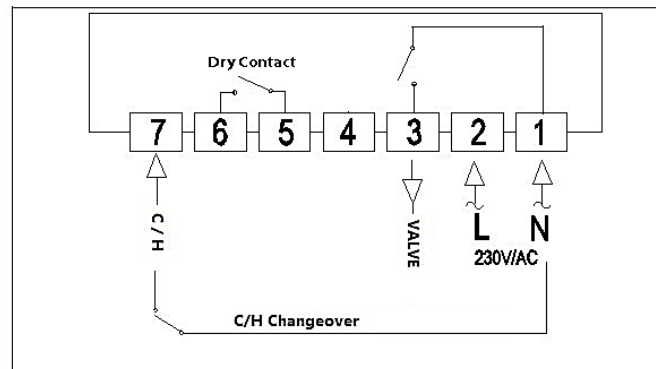 Dry Contact
7 6 5 4 3 2 1
C / H
VALVE
L N
230V/AC
C/H Changeover